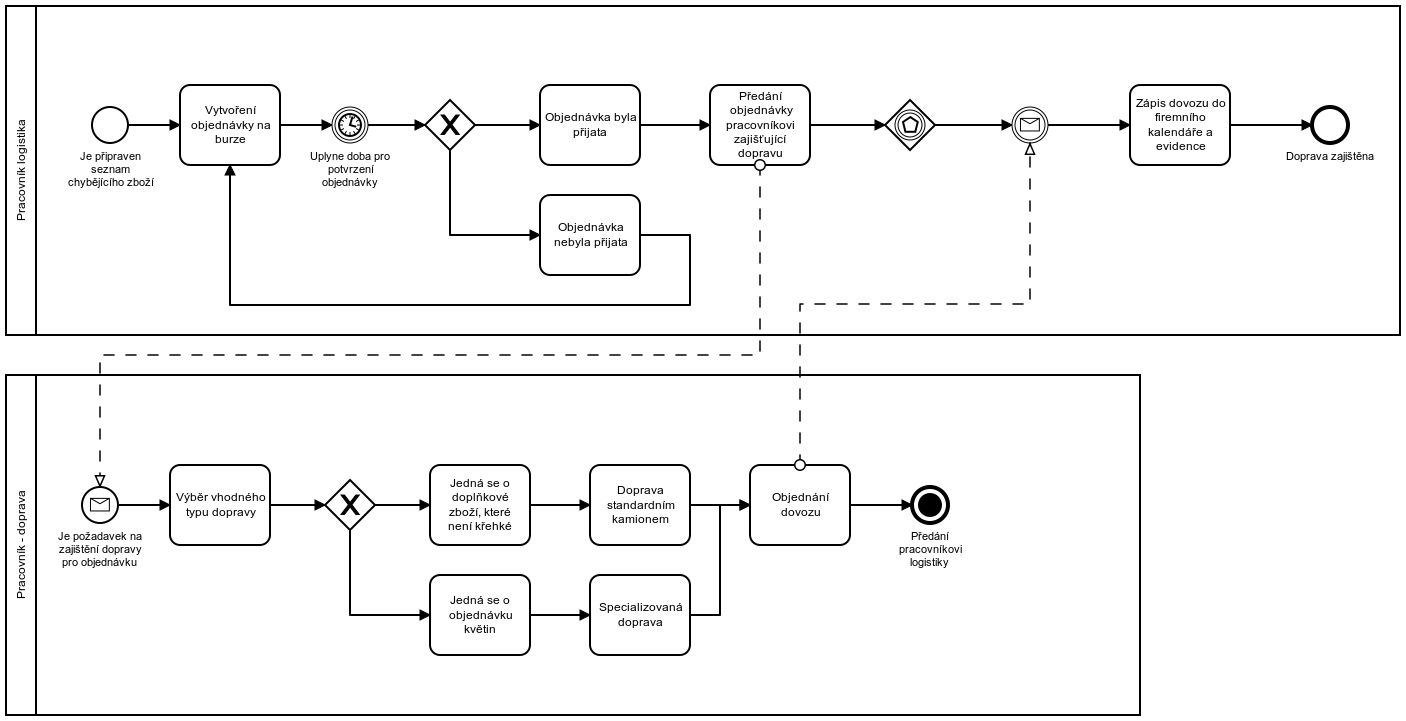 Pracovník logistika
Je připraven
seznam
chybějícího zboží
Vytvoření
objednávky na
burze
Uplyne doba pro
potvrzení
objednávky
Objednávka byla
přijata
Objednávka
nebyla přijata
Předání
objednávky
pracovníkovi
zajišťující
dopravu
Zápis dovozu do
firemního
kalendáře a
evidence
Doprava zajištěna
Pracovník - doprava
Je požadavek na
zajištění dopravy
pro objednávku
Výběr vhodného
typu dopravy
Jedná se o
doplňkové
zboží, které
není křehké
Doprava
standardním
kamionem
Jedná se o
objednávku
květin
Specializovaná
doprava
Objednání
dovozu
Předání
pracovníkovi
logistiky